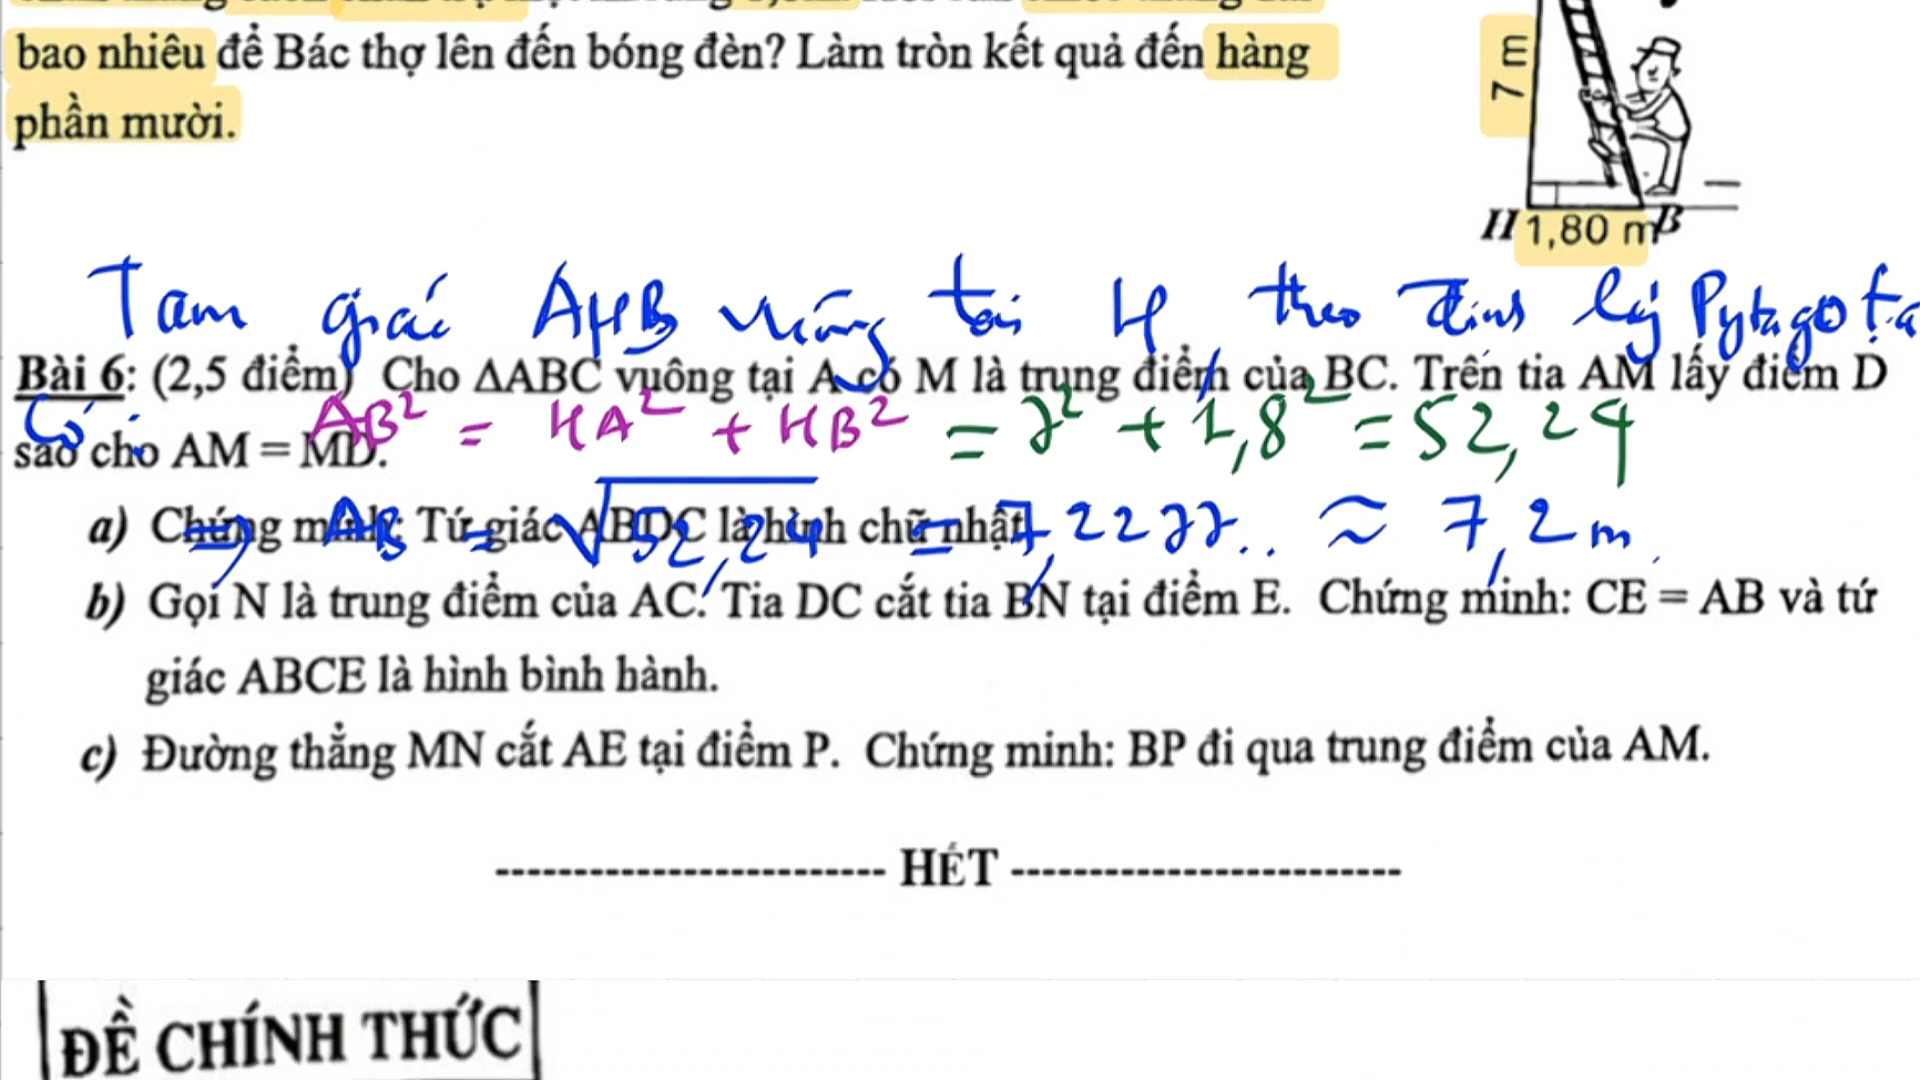 bao nhiêu để Bác thợ lên đến bóng đèn? Làm tròn kết quả đến hàng
phần mười.
7 m
H 1,80 m B
Tam giác AHB vuông tại H, theo định lý Pytago ta
Bài 6: (2,5 điểm) Cho ΔABC vuông tại A có M là trung điểm của BC. Trên tia AM lấy điểm D
có: AB² = HA² + HB² = 7² + 1,8² = 52,24
sao cho AM = MD.
a) Chứng minh: Tứ giác ABDC là hình chữ nhật.
⇒ AB = √52,24 = 7,2277.. ≈ 7,2 m.
b) Gọi N là trung điểm của AC. Tia DC cắt tia BN tại điểm E. Chứng minh: CE = AB và tứ
giác ABCE là hình bình hành.
c) Đường thẳng MN cắt AE tại điểm P. Chứng minh: BP đi qua trung điểm của AM.
------------------------- HẾT -------------------------
ĐỀ CHÍNH THỨC